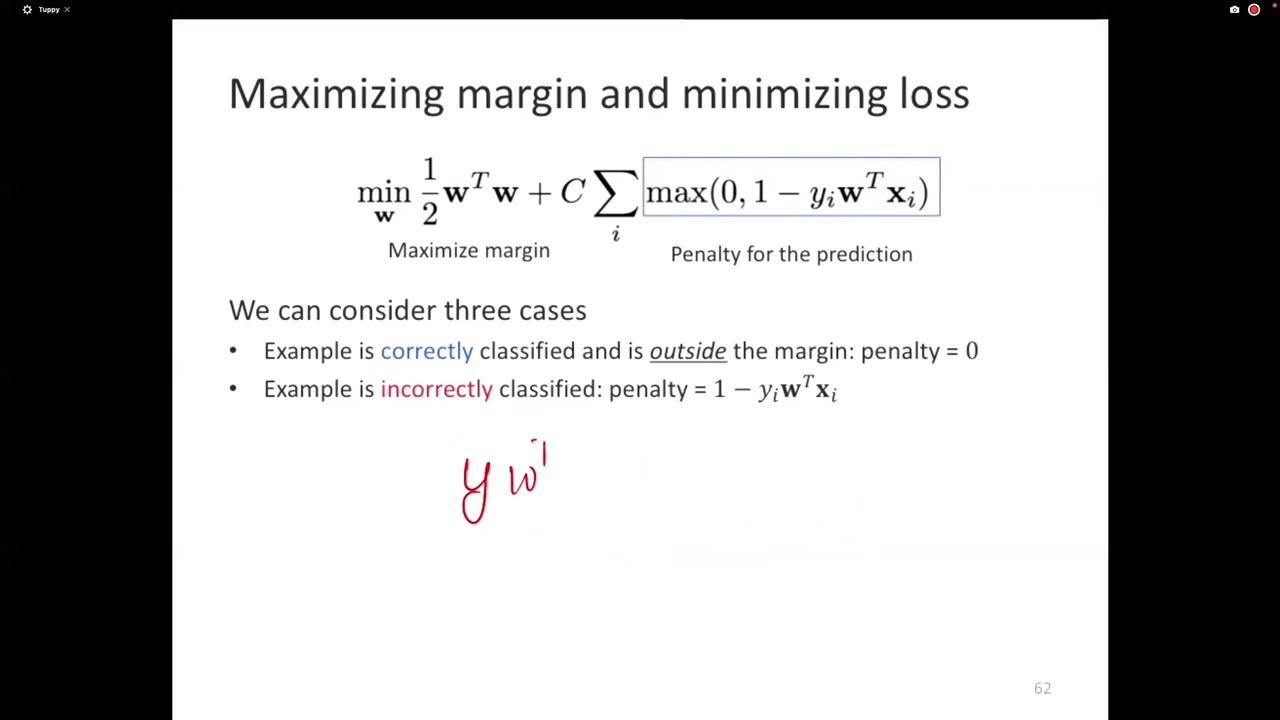 Tuppy ×
Maximizing margin and minimizing loss
min_w 1/2 w^T w + C ∑_i max(0, 1 − y_i w^T x_i)
Maximize margin
Penalty for the prediction
We can consider three cases
• Example is correctly classified and is outside the margin: penalty = 0
• Example is incorrectly classified: penalty = 1 − y_i w^T x_i
y w^T
62